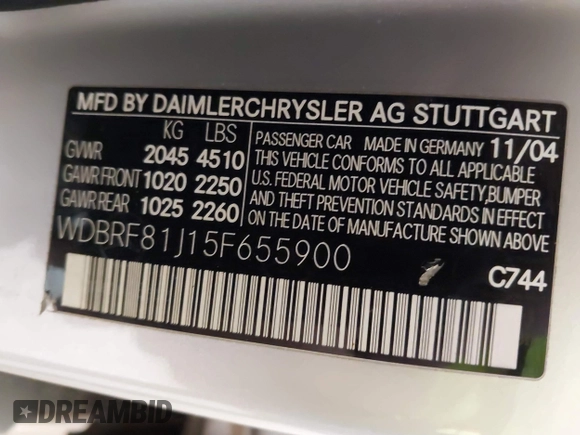 MFD BY DAIMLERCHRYSLER AG STUTTGART
KG LBS
GVWR 2045 4510
GAWR FRONT 1020 2250
GAWR REAR 1025 2260
PASSENGER CAR MADE IN GERMANY 11/04
THIS VEHICLE CONFORMS TO ALL APPLICABLE
U.S. FEDERAL MOTOR VEHICLE SAFETY,BUMPER
AND THEFT PREVENTION STANDARDS IN EFFECT
ON THE DATE OF MANUFACTURE SHOWN ABOVE
WDBRF81J15F655900
C744
DREAMBID